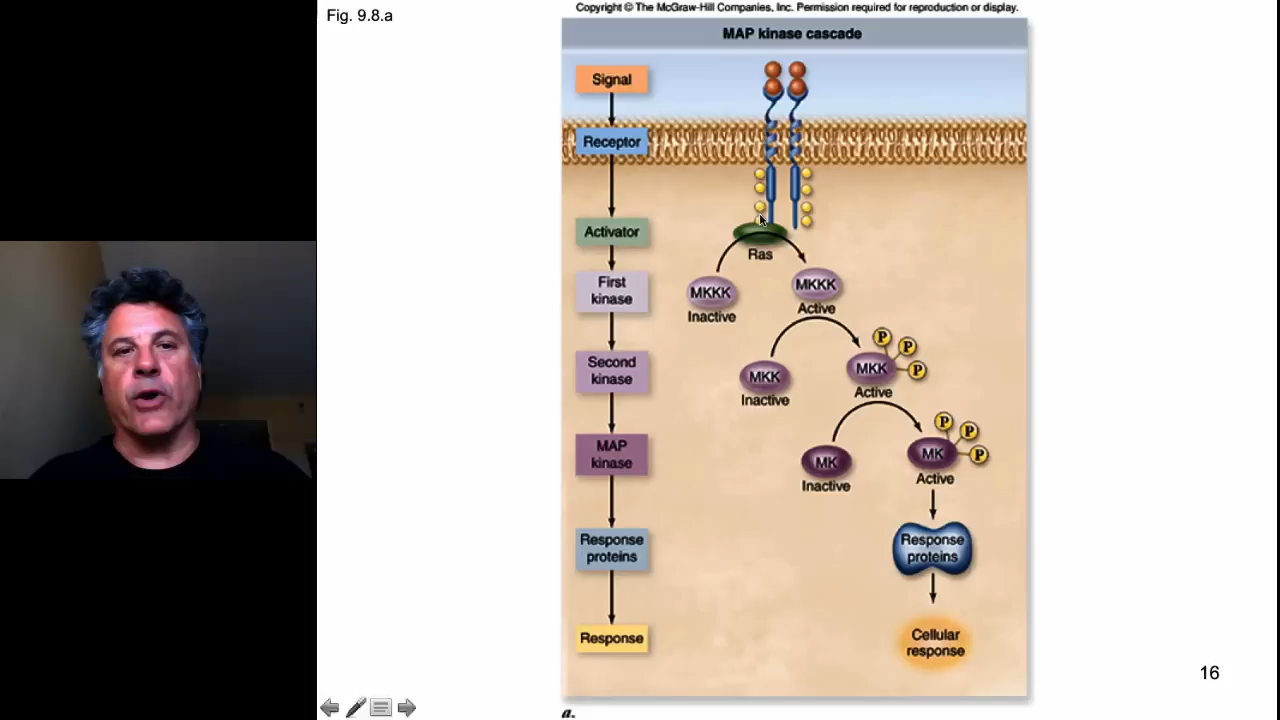 Fig. 9.8.a
Copyright © The McGraw-Hill Companies, Inc. Permission required for reproduction or display.
MAP kinase cascade
Signal
Receptor
Activator
First
kinase
Second
kinase
MAP
kinase
Response
proteins
Response
Ras
MKKK
Inactive
MKKK
Active
MKK
Inactive
P
P
P
MKK
Active
MK
Inactive
P
P
P
MK
Active
Response
proteins
Cellular
response
16
a.